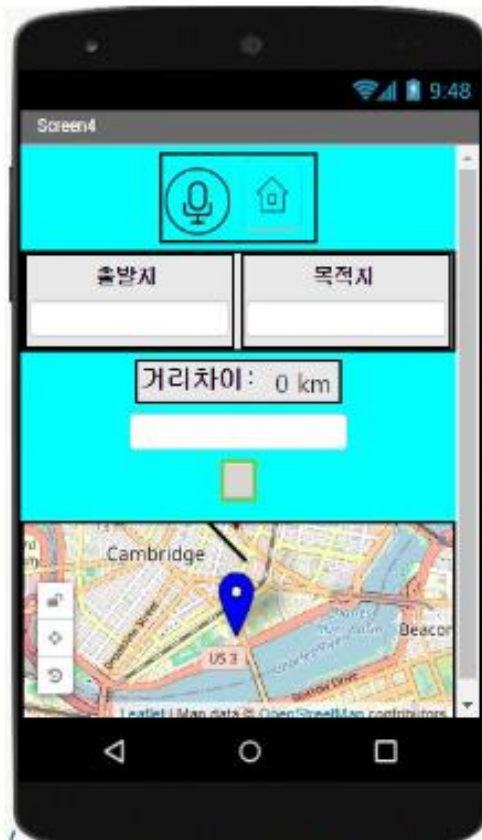 9:48
Screen4
출발지
목적지
거리차이: 0 km
Cambridge
US 3
Beacon
Leaflet | Map data © OpenStreetMap contributors